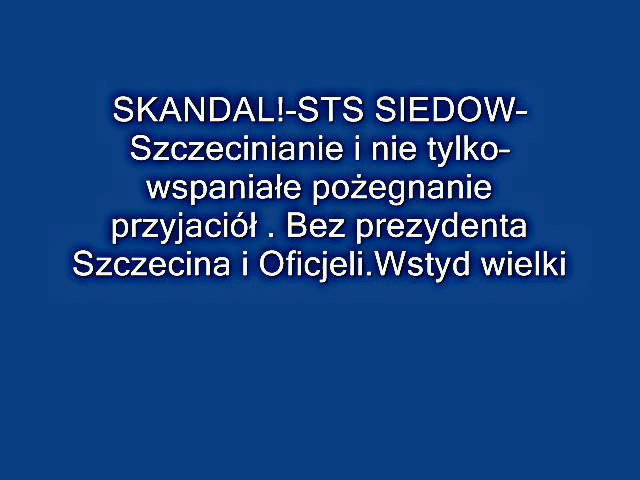 SKANDAL!-STS SIEDOW-
Szczecinianie i nie tylko-
wspaniałe pożegnanie
przyjaciół . Bez prezydenta
Szczecina i Oficjeli.Wstyd wielki